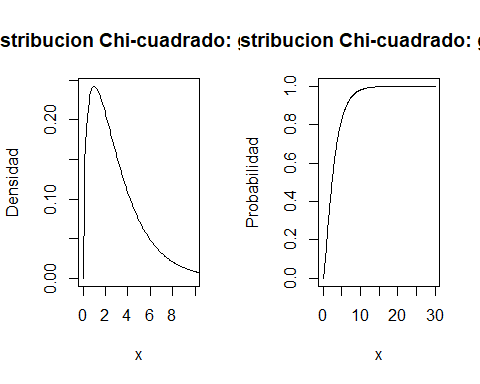 stribucion Chi-cuadrado: g
stribucion Chi-cuadrado: g
Densidad
0.00 0.10 0.20
0 2 4 6 8
x
Probabilidad
0.0 0.2 0.4 0.6 0.8 1.0
0 10 20 30
x